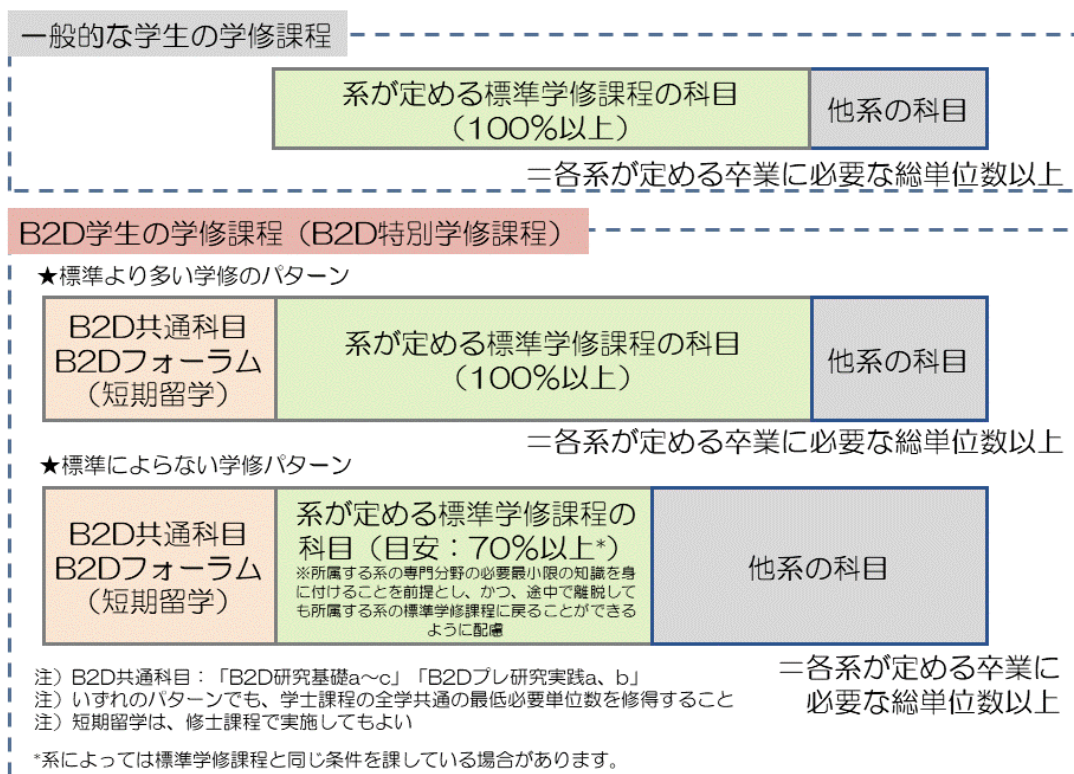 一般的な学生の学修課程
系が定める標準学修課程の科目
（100%以上）
他系の科目
＝各系が定める卒業に必要な総単位数以上
B2D学生の学修課程（B2D特別学修課程）
★標準より多い学修のパターン
B2D共通科目
B2Dフォーラム
（短期留学）
系が定める標準学修課程の科目
（100%以上）
他系の科目
＝各系が定める卒業に必要な総単位数以上
★標準によらない学修パターン
B2D共通科目
B2Dフォーラム
（短期留学）
系が定める標準学修課程の
科目（目安：70%以上*）
※所属する系の専門分野の必要最小限の知識を身
に付けることを前提とし、かつ、途中で離脱して
も所属する系の標準学修課程に戻ることができる
ように配慮
他系の科目
＝各系が定める卒業に
必要な総単位数以上
注）B2D共通科目：「B2D研究基礎a～c」「B2Dプレ研究実践a、b」
注）いずれのパターンでも、学士課程の全学共通の最低必要単位数を修得すること
注）短期留学は、修士課程で実施してもよい
*系によっては標準学修課程と同じ条件を課している場合があります。